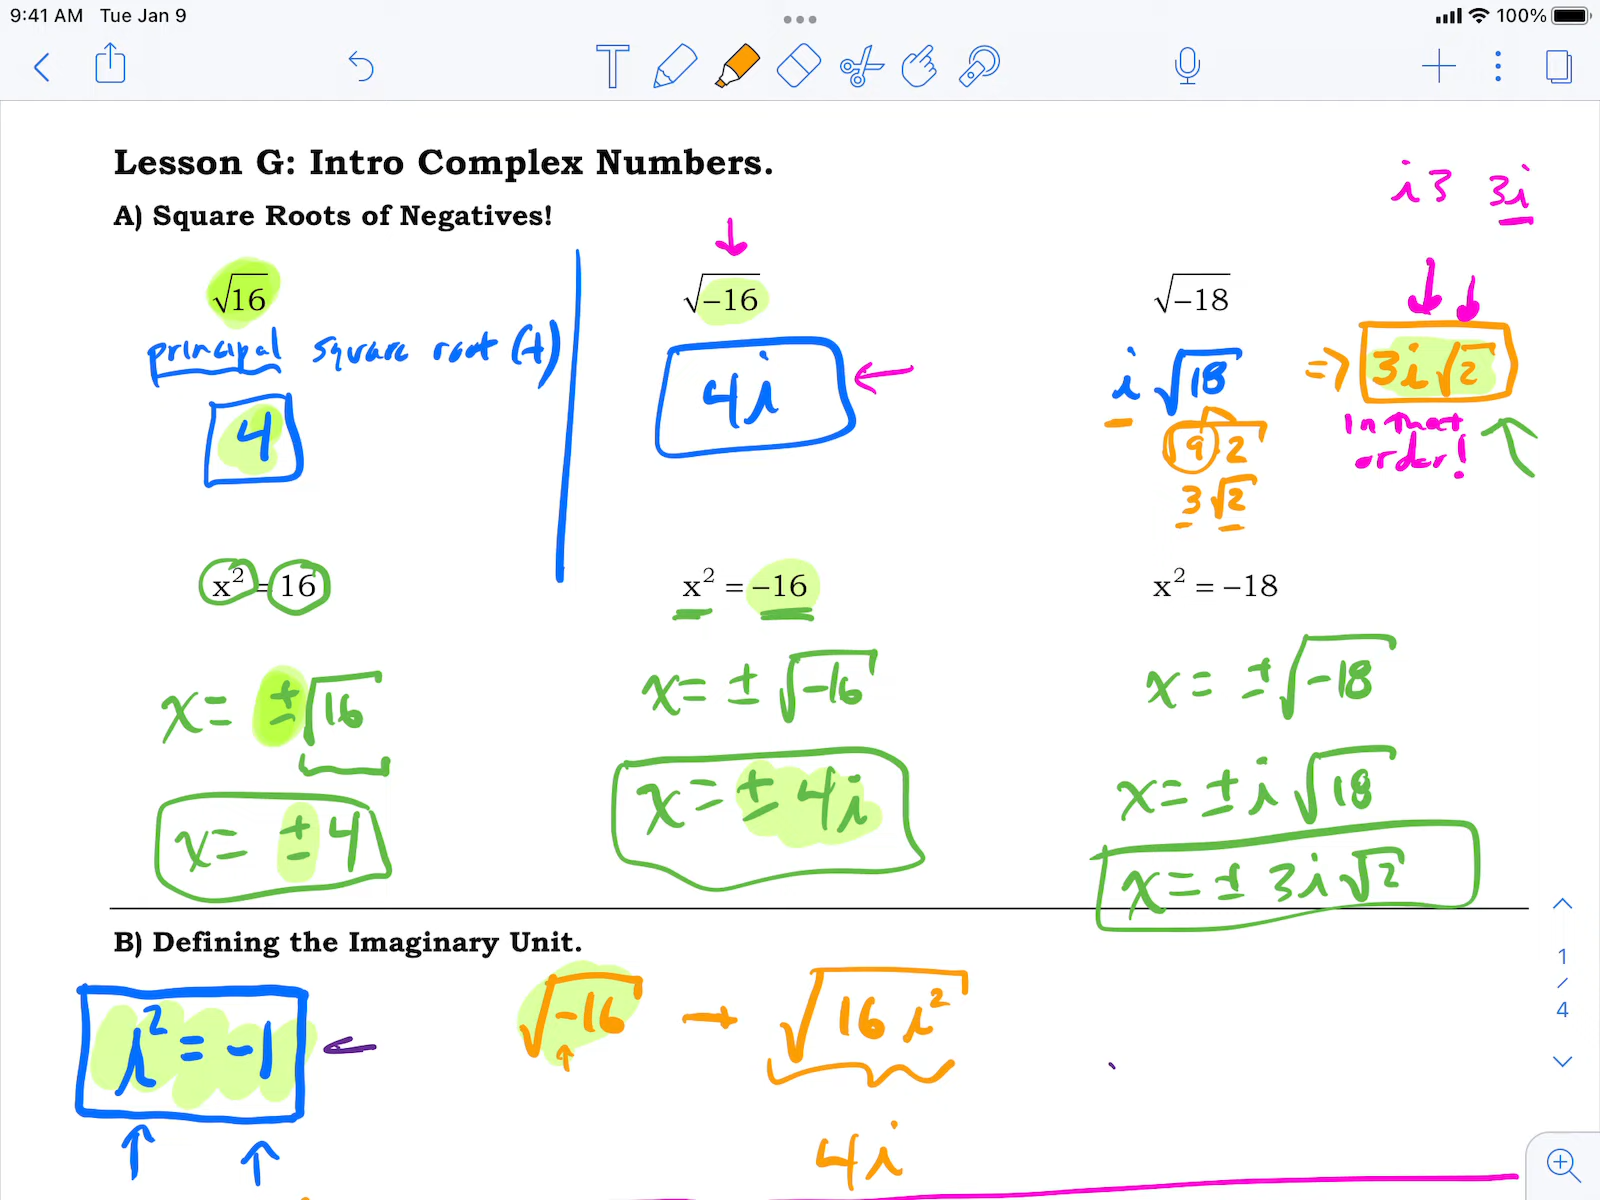 9:41 AM Tue Jan 9
100%
Lesson G: Intro Complex Numbers.
A) Square Roots of Negatives!
i3 3i
√16
√−16
√−18
principal square root (+)
4
4i
i√18
√9·2
3√2
⇒ 3i√2
In that order!
x² = 16
x² = −16
x² = −18
x = ±√16
x = ±√-16
x = ±√-18
x = ±4
x = ±4i
x = ±i√18
x = ±3i√2
B) Defining the Imaginary Unit.
i² = -1
√-16 → √16i²
4i
1
/
4